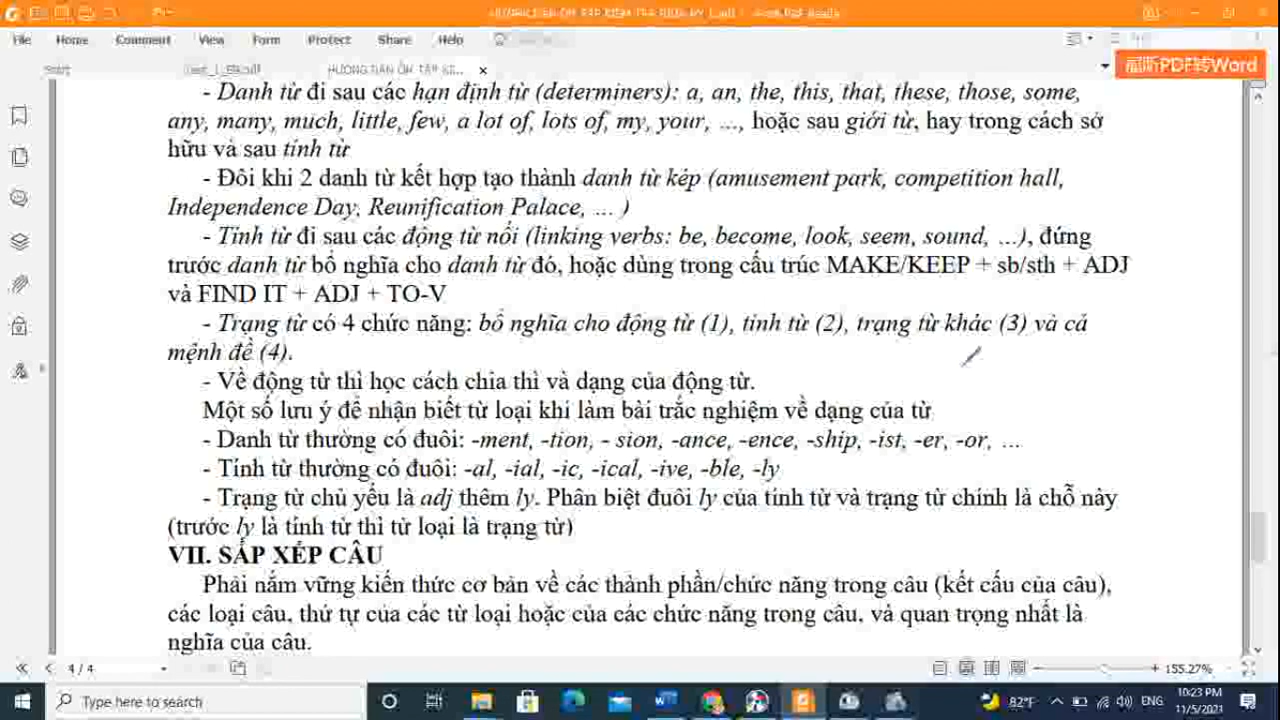 File Home Comment View Form Protect Share Help
Start
福昕PDF转Word
- Danh từ đi sau các hạn định từ (determiners): a, an, the, this, that, these, those, some,
any, many, much, little, few, a lot of, lots of, my, your, ..., hoặc sau giới từ, hay trong cách sở
hữu và sau tính từ
- Đôi khi 2 danh từ kết hợp tạo thành danh từ kép (amusement park, competition hall,
Independence Day, Reunification Palace, ... )
- Tính từ đi sau các động từ nối (linking verbs: be, become, look, seem, sound, ...), đứng
trước danh từ bổ nghĩa cho danh từ đó, hoặc dùng trong cấu trúc MAKE/KEEP + sb/sth + ADJ
và FIND IT + ADJ + TO-V
- Trạng từ có 4 chức năng: bổ nghĩa cho động từ (1), tính từ (2), trạng từ khác (3) và cả
mệnh đề (4).
- Về động từ thì học cách chia thì và dạng của động từ.
Một số lưu ý để nhận biết từ loại khi làm bài trắc nghiệm về dạng của từ
- Danh từ thường có đuôi: -ment, -tion, - sion, -ance, -ence, -ship, -ist, -er, -or, ...
- Tính từ thường có đuôi: -al, -ial, -ic, -ical, -ive, -ble, -ly
- Trạng từ chủ yếu là adj thêm ly. Phân biệt đuôi ly của tính từ và trạng từ chính là chỗ này
(trước ly là tính từ thì từ loại là trạng từ)
VII. SẮP XẾP CÂU
Phải nắm vững kiến thức cơ bản về các thành phần/chức năng trong câu (kết cấu của câu),
các loại câu, thứ tự của các từ loại hoặc của các chức năng trong câu, và quan trọng nhất là
nghĩa của câu.
4 / 4 155.27%
Type here to search 82°F ENG 10:23 PM
11/5/2021